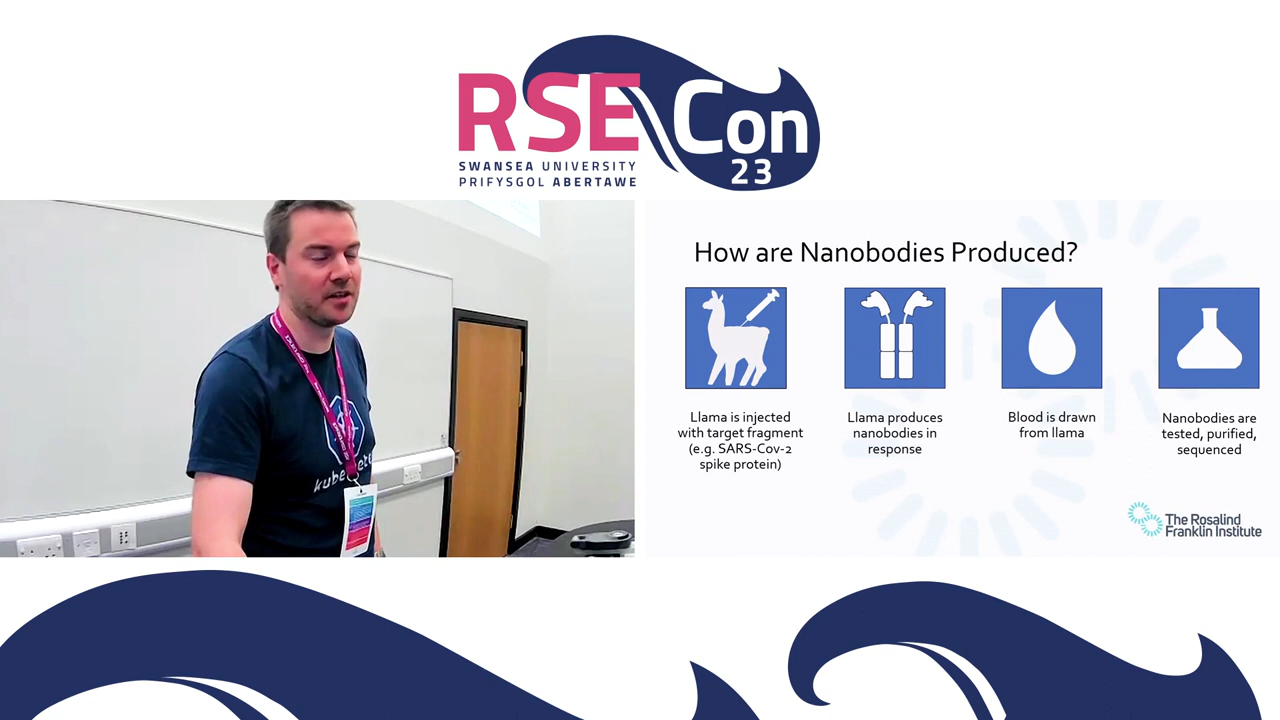 RSE Con
23
SWANSEA UNIVERSITY
PRIFYSGOL ABERTAWE
How are Nanobodies Produced?
Llama is injected
with target fragment
(e.g. SARS-Cov-2
spike protein)
Llama produces
nanobodies in
response
Blood is drawn
from llama
Nanobodies are
tested, purified,
sequenced
The Rosalind
Franklin Institute